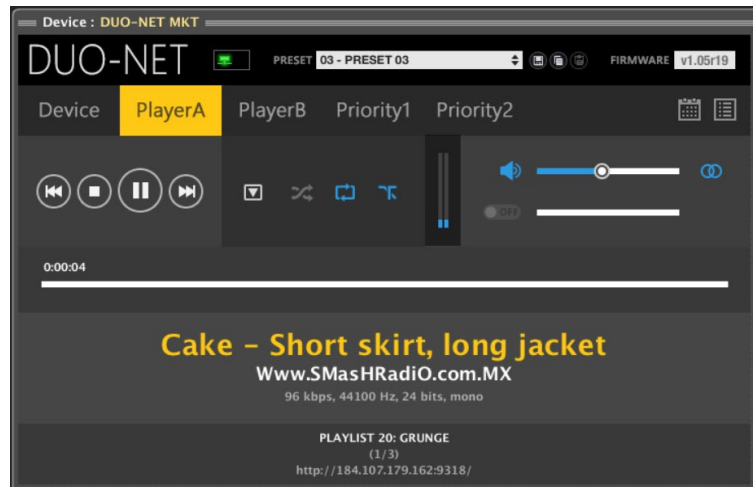 Device : DUO-NET MKT
DUO-NET PRESET 03 - PRESET 03 FIRMWARE v1.05r19
Device PlayerA PlayerB Priority1 Priority2
OFF
0:00:04
Cake - Short skirt, long jacket
Www.SMasHRadiO.com.MX
96 kbps, 44100 Hz, 24 bits, mono
PLAYLIST 20: GRUNGE
(1/3)
http://184.107.179.162:9318/